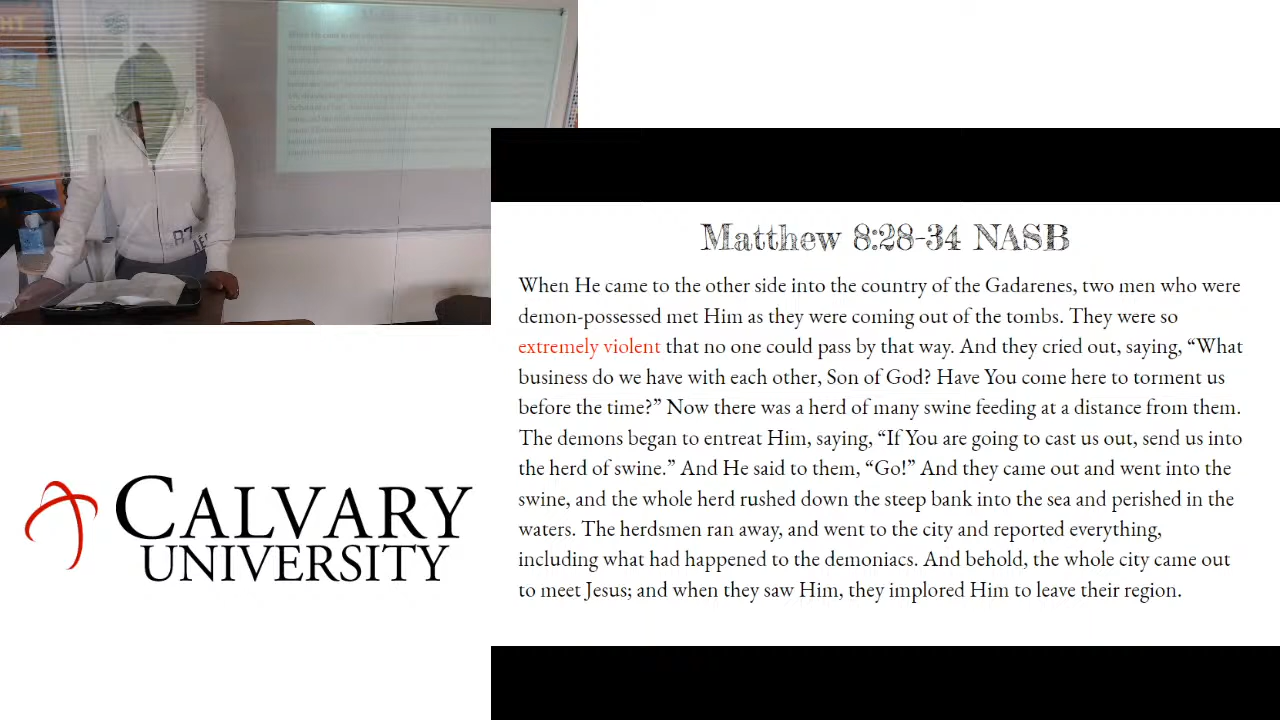 HT
87
AÉ
Matthew 8:28-34 NASB
When He came to the other side into the country of the Gadarenes, two men who were
demon-possessed met Him as they were coming out of the tombs. They were so
extremely violent that no one could pass by that way. And they cried out, saying, “What
business do we have with each other, Son of God? Have You come here to torment us
before the time?” Now there was a herd of many swine feeding at a distance from them.
The demons began to entreat Him, saying, “If You are going to cast us out, send us into
the herd of swine.” And He said to them, “Go!” And they came out and went into the
swine, and the whole herd rushed down the steep bank into the sea and perished in the
waters. The herdsmen ran away, and went to the city and reported everything,
including what had happened to the demoniacs. And behold, the whole city came out
to meet Jesus; and when they saw Him, they implored Him to leave their region.
CALVARY
UNIVERSITY